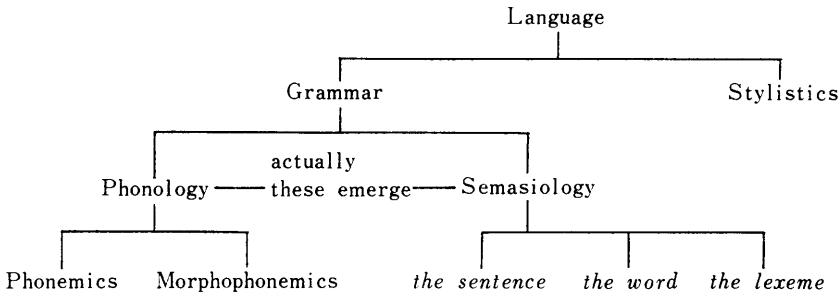 Language
Grammar Stylistics
actually
Phonology these emerge Semasiology
Phonemics Morphophonemics the sentence the word the lexeme